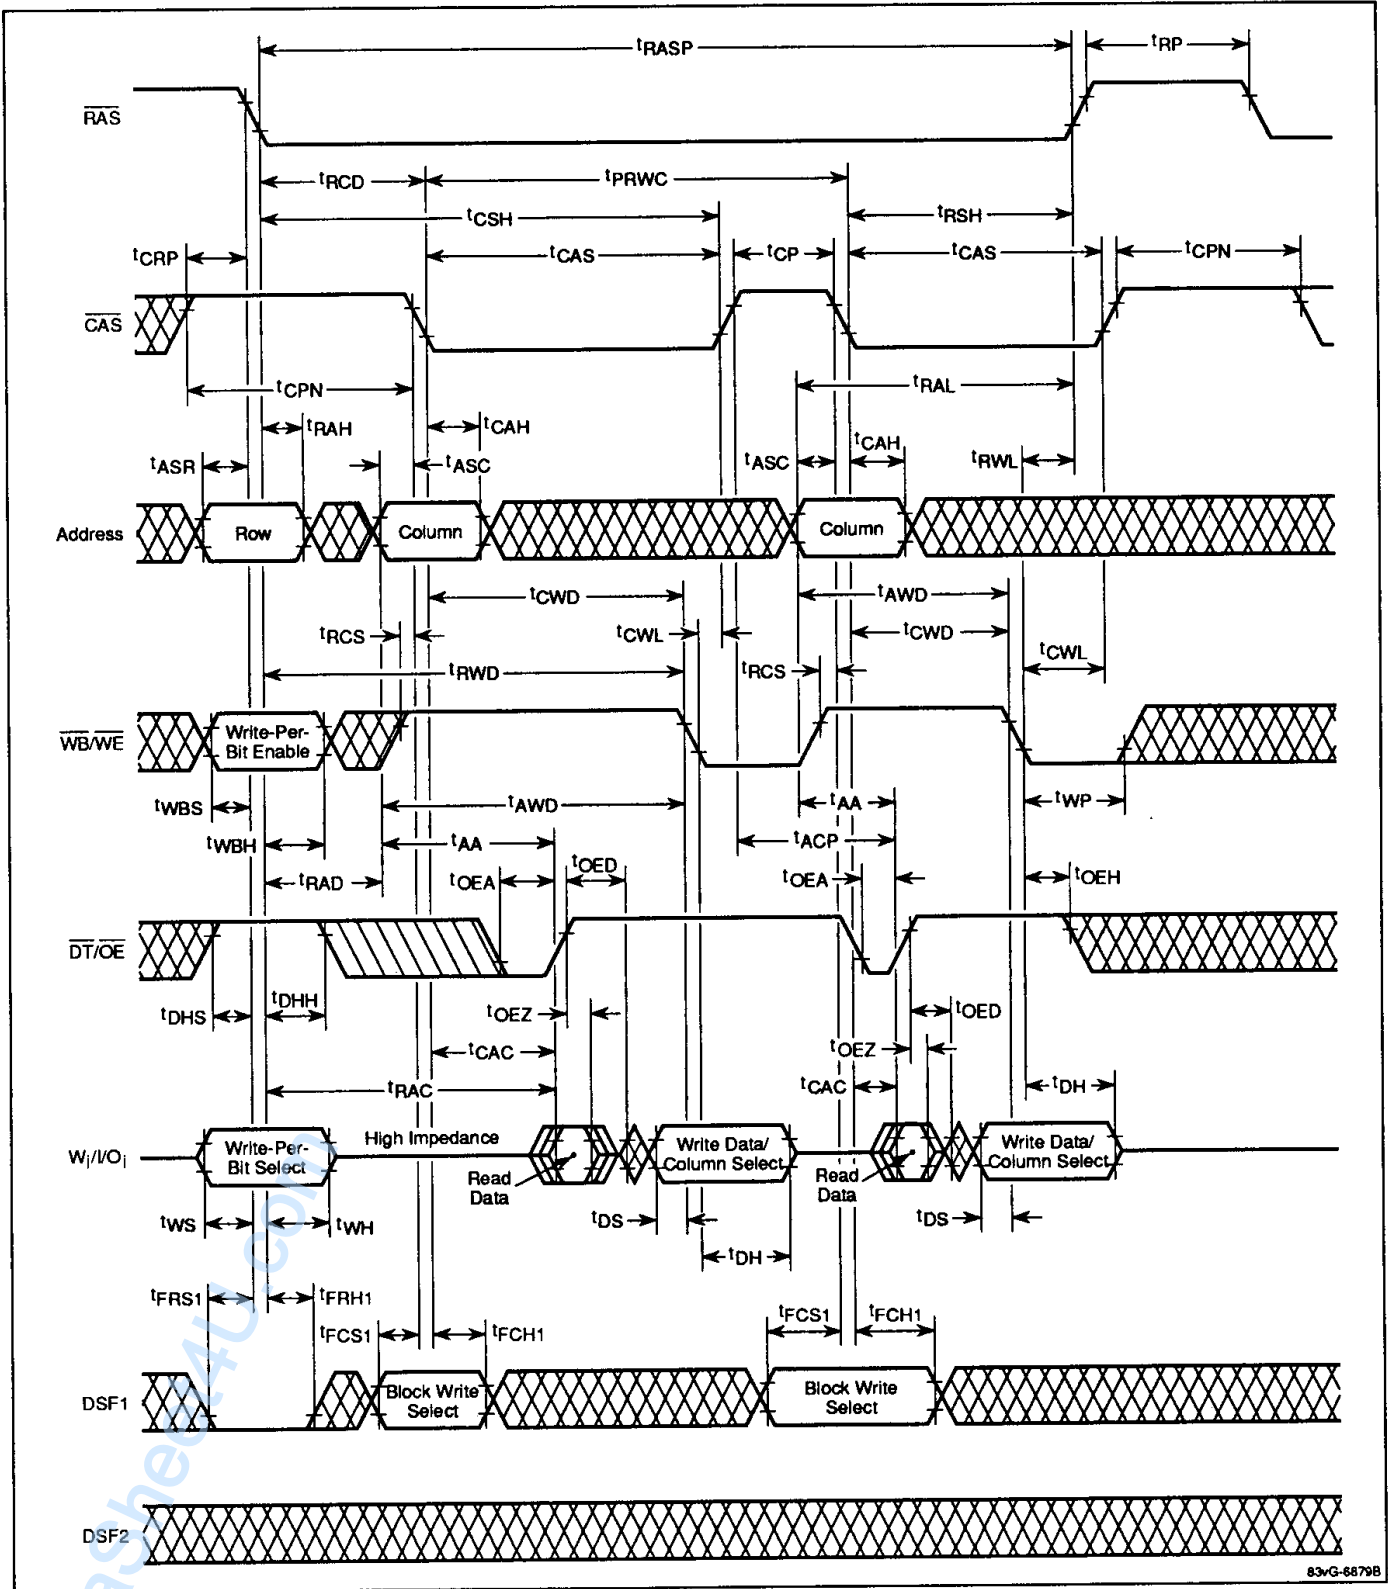 tRASP
tRP
RAS
tRCD
tPRWC
tCSH
tRSH
tCRP
tCAS
tCP
tCAS
tCPN
CAS
tCPN
tRAL
tRAH
tCAH
tCAH
tASR
tASC
tASC
tRWL
Address
Row
Column
Column
tCWD
tAWD
tRCS
tCWL
tCWD
tCWL
tRWD
tRCS
WB/WE
Write-Per-
Bit Enable
tWBS
tAWD
tAA
tWP
tWBH
tAA
tACP
tOED
tRAD
tOEA
tOEA
tOEH
DT/OE
tDHS
tDHH
tOEZ
tOED
tCAC
tOEZ
tRAC
tCAC
tDH
Wj/I/Oj
Write-Per-
Bit Select
High Impedance
Read
Data
Write Data/
Column Select
Read
Data
Write Data/
Column Select
tWS
tWH
tDS
tDS
tDH
tFRS1
tFRH1
tFCS1
tFCH1
tFCS1
tFCH1
DSF1
Block Write
Select
Block Write
Select
DSF2
83vG-6879B
aSheet4U.com